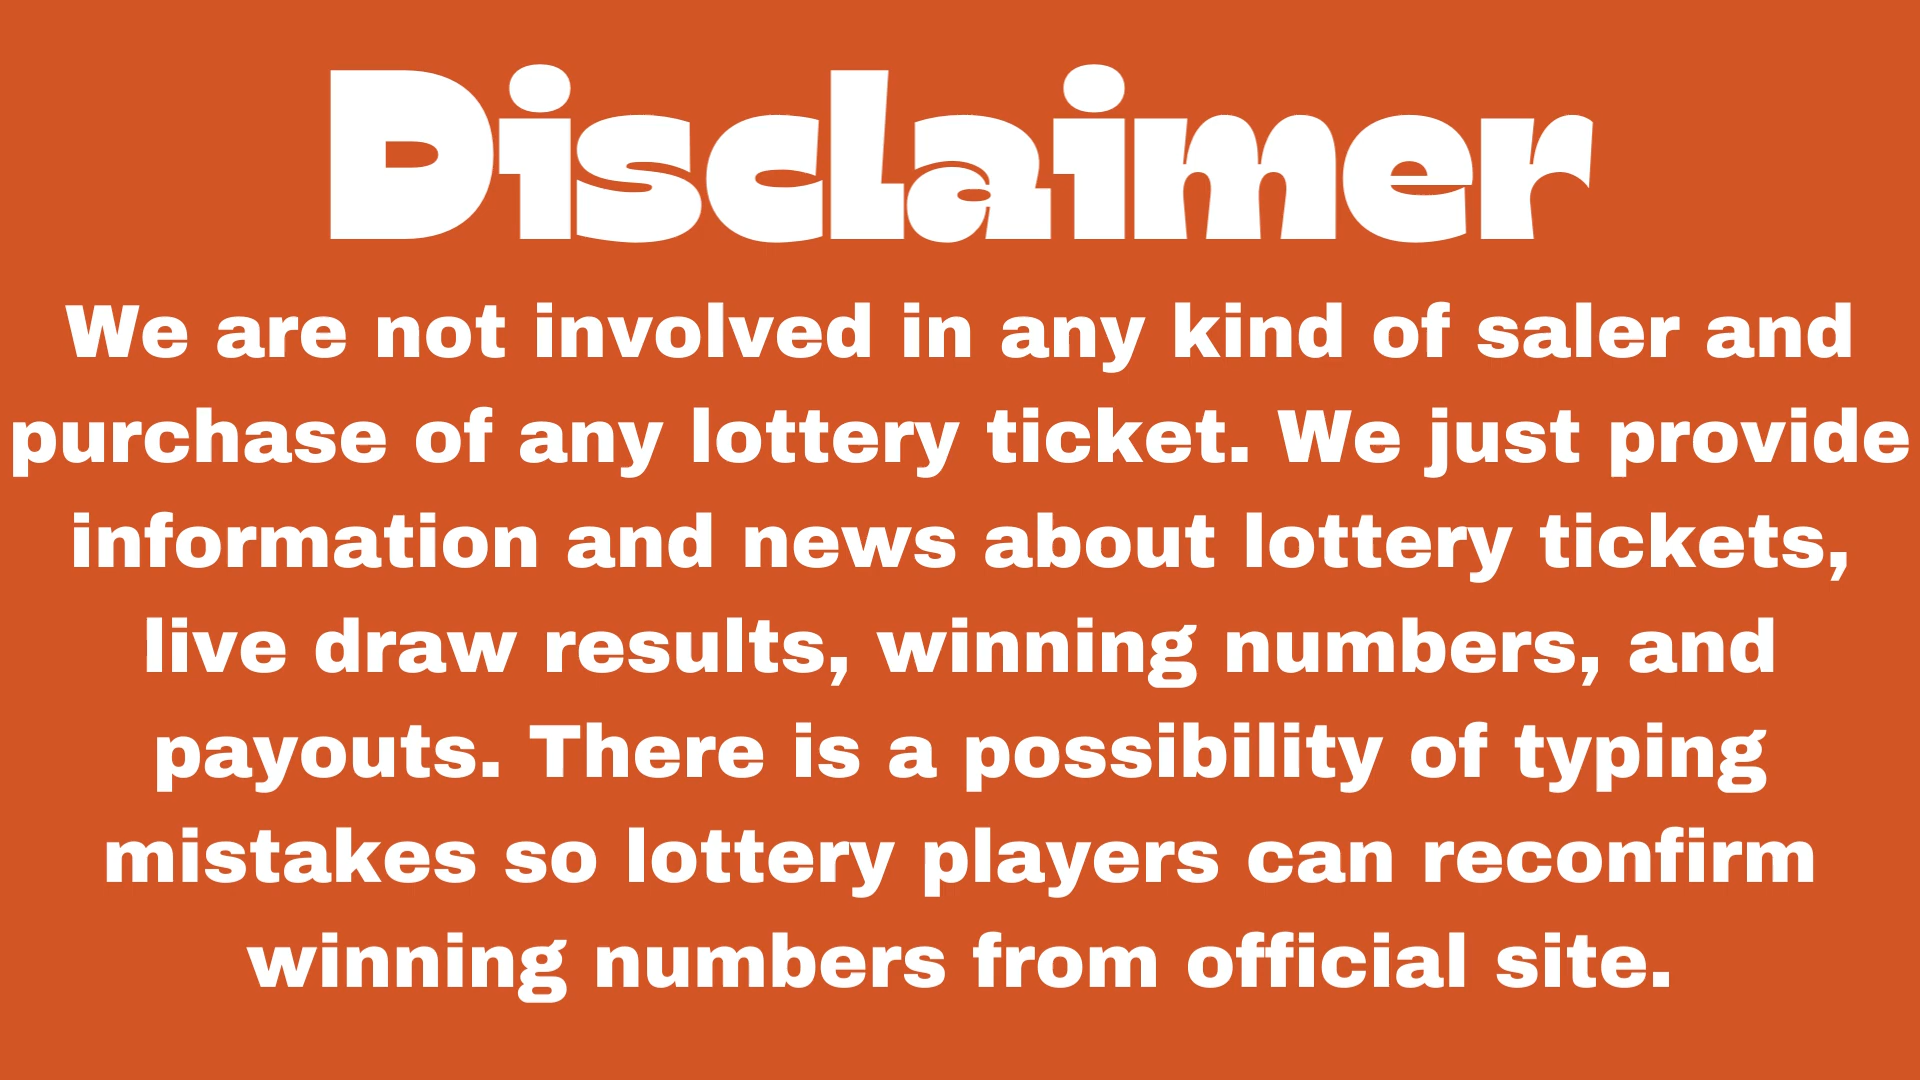 Disclaimer
We are not involved in any kind of saler and
purchase of any lottery ticket. We just provide
information and news about lottery tickets,
live draw results, winning numbers, and
payouts. There is a possibility of typing
mistakes so lottery players can reconfirm
winning numbers from official site.